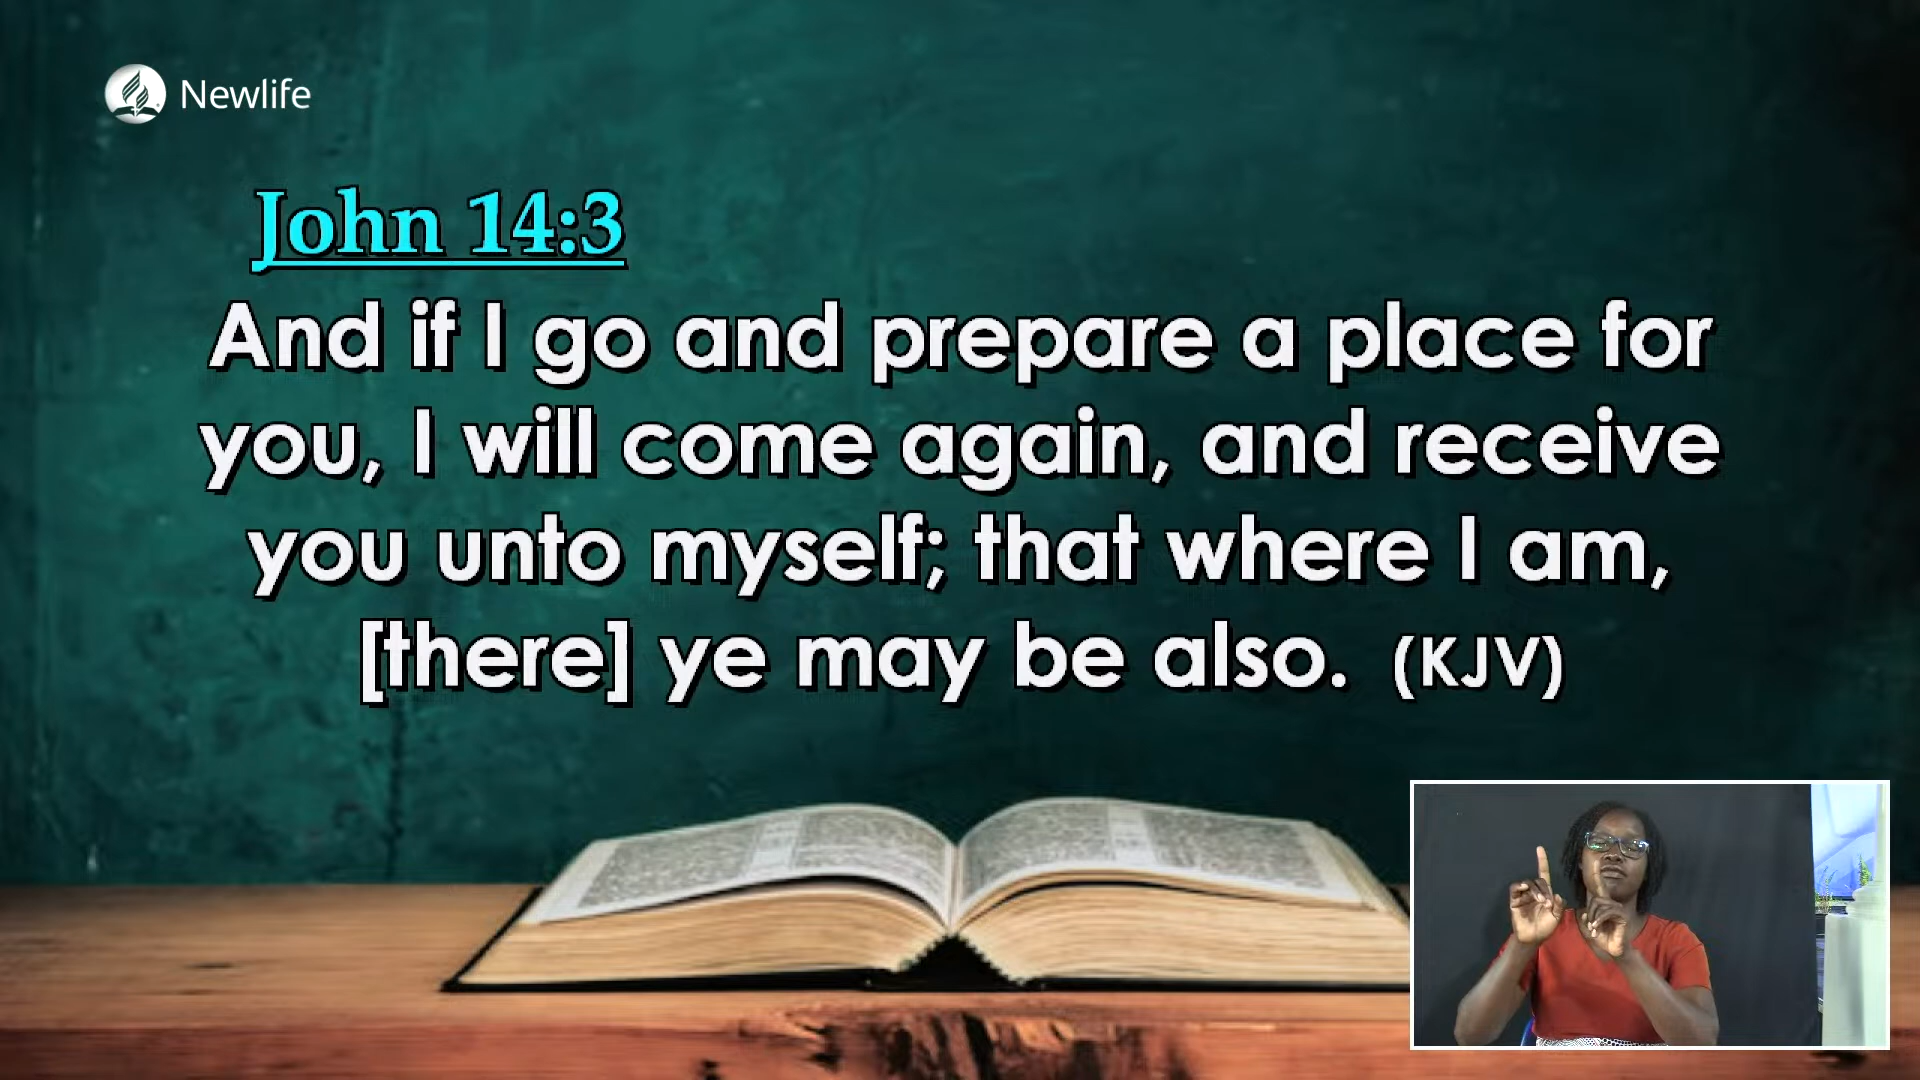 Newlife
John 14:3
And if I go and prepare a place for
you, I will come again, and receive
you unto myself; that where I am,
[there] ye may be also. (KJV)